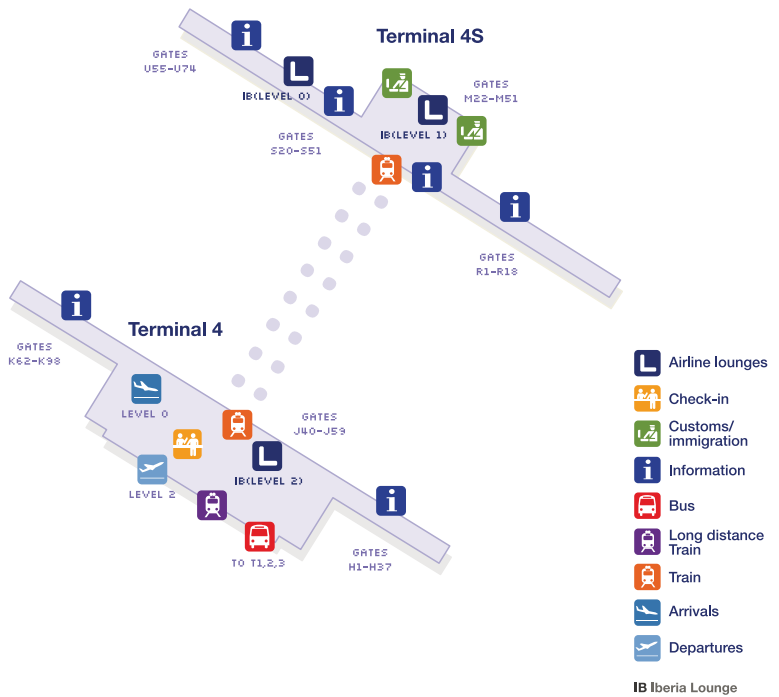 Terminal 4S
GATES
U55-U74
IB(LEVEL 0)
GATES
M22-M51
IB(LEVEL 1)
GATES
S20-S51
GATES
R1-R18
Terminal 4
GATES
K62-K98
LEVEL 0
GATES
J40-J59
IB(LEVEL 2)
LEVEL 2
TO T1,2,3
GATES
H1-H37
L Airline lounges
Check-in
Customs/
immigration
i Information
Bus
Long distance
Train
Train
Arrivals
Departures
IB Iberia Lounge